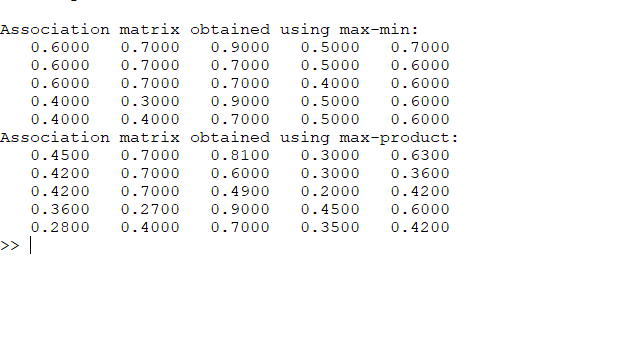 Association matrix obtained using max-min:
0.6000 0.7000 0.9000 0.5000 0.7000
0.6000 0.7000 0.7000 0.5000 0.6000
0.6000 0.7000 0.7000 0.4000 0.6000
0.4000 0.3000 0.9000 0.5000 0.6000
0.4000 0.4000 0.7000 0.5000 0.6000
Association matrix obtained using max-product:
0.4500 0.7000 0.8100 0.3000 0.6300
0.4200 0.7000 0.6000 0.3000 0.3600
0.4200 0.7000 0.4900 0.2000 0.4200
0.3600 0.2700 0.9000 0.4500 0.6000
0.2800 0.4000 0.7000 0.3500 0.4200
>>